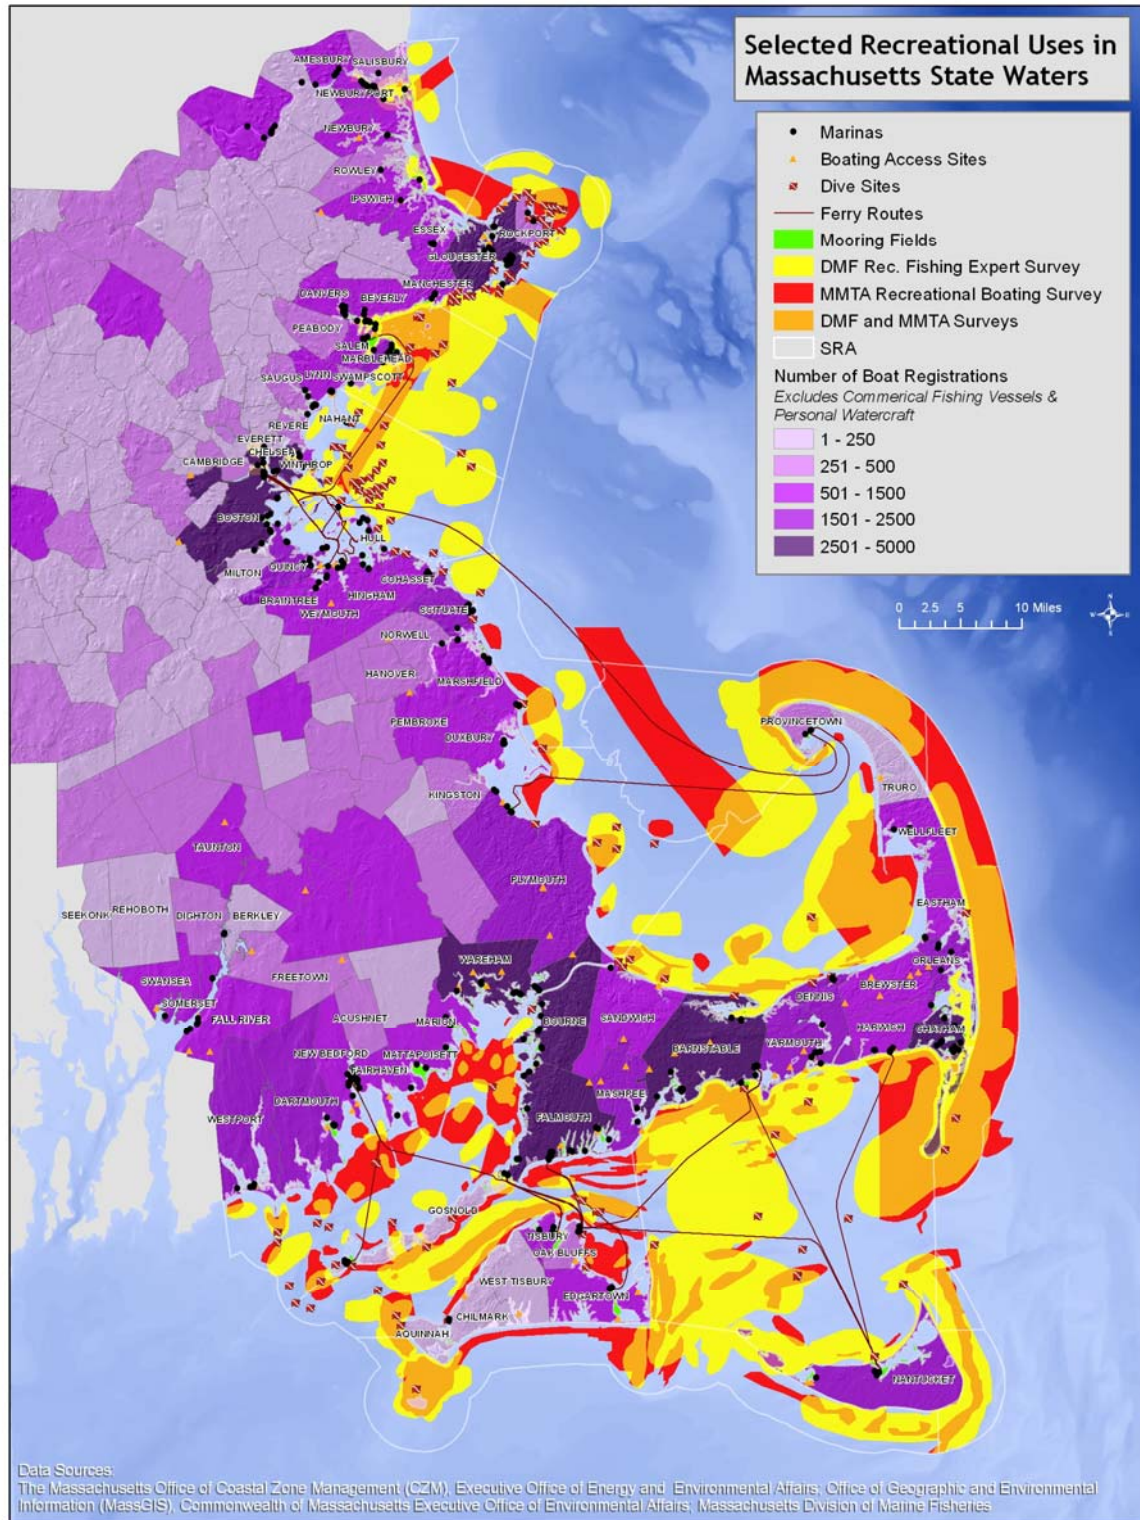 Selected Recreational Uses in
Massachusetts State Waters
Marinas
Boating Access Sites
Dive Sites
Ferry Routes
Mooring Fields
DMF Rec. Fishing Expert Survey
MMTA Recreational Boating Survey
DMF and MMTA Surveys
SRA
Number of Boat Registrations
Excludes Commerical Fishing Vessels &
Personal Watercraft
1 - 250
251 - 500
501 - 1500
1501 - 2500
2501 - 5000
0 2.5 5 10 Miles
N
W E
S
AMESBURY
SALISBURY
NEWBURYPORT
NEWBURY
ROWLEY
IPSWICH
ESSEX
ROCKPORT
GLOUCESTER
MANCHESTER
DANVERS
BEVERLY
PEABODY
SALEM
MARBLEHEAD
SAUGUS
LYNN
SWAMPSCOTT
NAHANT
REVERE
EVERETT
CHELSEA
CAMBRIDGE
WINTHROP
BOSTON
HULL
MILTON
QUINCY
COHASSET
BRAINTREE
HINGHAM
WEYMOUTH
SCITUATE
NORWELL
HANOVER
MARSHFIELD
PEMBROKE
DUXBURY
PROVINCETOWN
KINGSTON
TRURO
WELLFLEET
TAUNTON
PLYMOUTH
EASTHAM
SEEKONK
REHOBOTH
DIGHTON
BERKLEY
WAREHAM
ORLEANS
SWANSEA
FREETOWN
BREWSTER
DENNIS
SOMERSET
FALL RIVER
ACUSHNET
MARION
BOURNE
SANDWICH
HARWICH
CHATHAM
YARMOUTH
BARNSTABLE
NEW BEDFORD
MATTAPOISETT
FAIRHAVEN
MASHPEE
DARTMOUTH
WESTPORT
FALMOUTH
GOSNOLD
TISBURY
OAK BLUFFS
WEST TISBURY
EDGARTOWN
CHILMARK
AQUINNAH
NANTUCKET
Data Sources:
The Massachusetts Office of Coastal Zone Management (CZM), Executive Office of Energy and Environmental Affairs; Office of Geographic and Environmental
Information (MassGIS), Commonwealth of Massachusetts Executive Office of Environmental Affairs; Massachusetts Division of Marine Fisheries